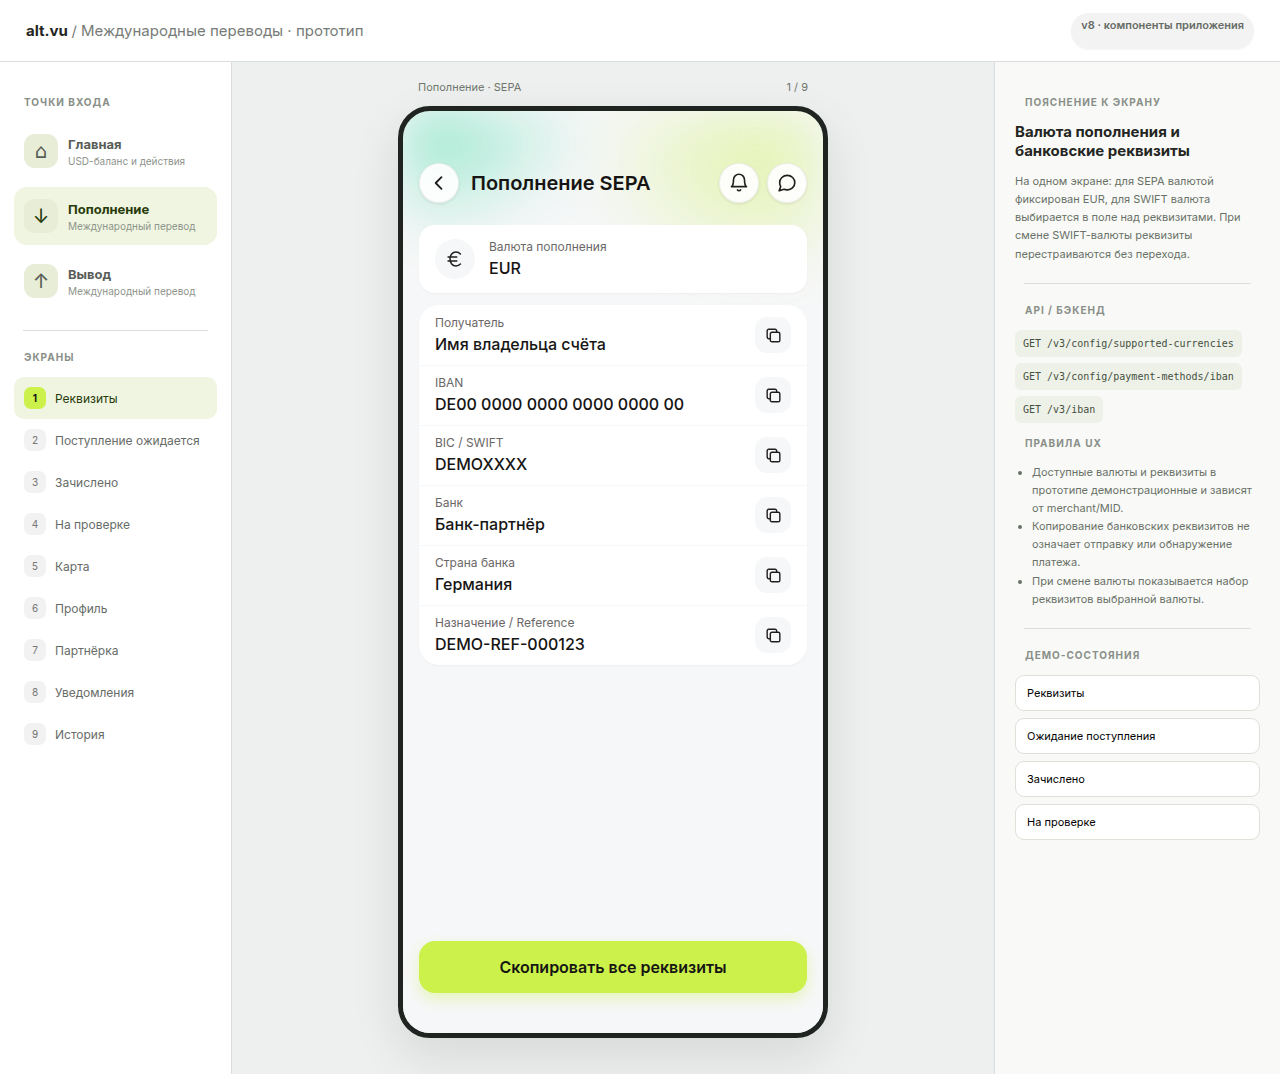 alt.vu / Международные переводы · прототип
v8 · компоненты приложения
ТОЧКИ ВХОДА
Главная
USD-баланс и действия
Пополнение
Международный перевод
Вывод
Международный перевод
ЭКРАНЫ
1 Реквизиты
2 Поступление ожидается
3 Зачислено
4 На проверке
5 Карта
6 Профиль
7 Партнёрка
8 Уведомления
9 История
Пополнение · SEPA
1 / 9
Пополнение SEPA
Валюта пополнения
EUR
Получатель
Имя владельца счёта
IBAN
DE00 0000 0000 0000 0000 00
BIC / SWIFT
DEMOXXXX
Банк
Банк-партнёр
Страна банка
Германия
Назначение / Reference
DEMO-REF-000123
Скопировать все реквизиты
ПОЯСНЕНИЕ К ЭКРАНУ
Валюта пополнения и
банковские реквизиты
На одном экране: для SEPA валютой
фиксирован EUR, для SWIFT валюта
выбирается в поле над реквизитами. При
смене SWIFT-валюты реквизиты
перестраиваются без перехода.
API / БЭКЕНД
GET /v3/config/supported-currencies
GET /v3/config/payment-methods/iban
GET /v3/iban
ПРАВИЛА UX
• Доступные валюты и реквизиты в
прототипе демонстрационные и зависят
от merchant/MID.
• Копирование банковских реквизитов не
означает отправку или обнаружение
платежа.
• При смене валюты показывается набор
реквизитов выбранной валюты.
ДЕМО-СОСТОЯНИЯ
Реквизиты
Ожидание поступления
Зачислено
На проверке